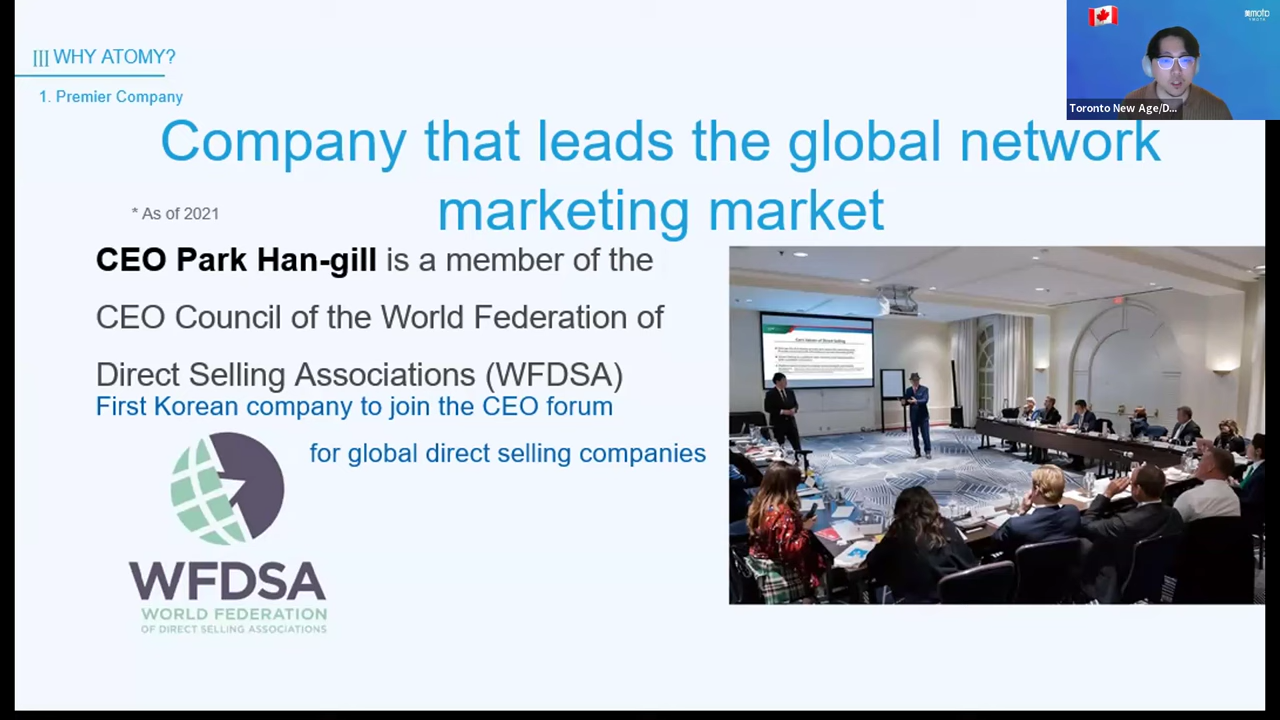 ||| WHY ATOMY?
1. Premier Company
Company that leads the global network
marketing market
* As of 2021
CEO Park Han-gill is a member of the
CEO Council of the World Federation of
Direct Selling Associations (WFDSA)
First Korean company to join the CEO forum
for global direct selling companies
WFDSA
WORLD FEDERATION
OF DIRECT SELLING ASSOCIATIONS
Toronto New Age/D...